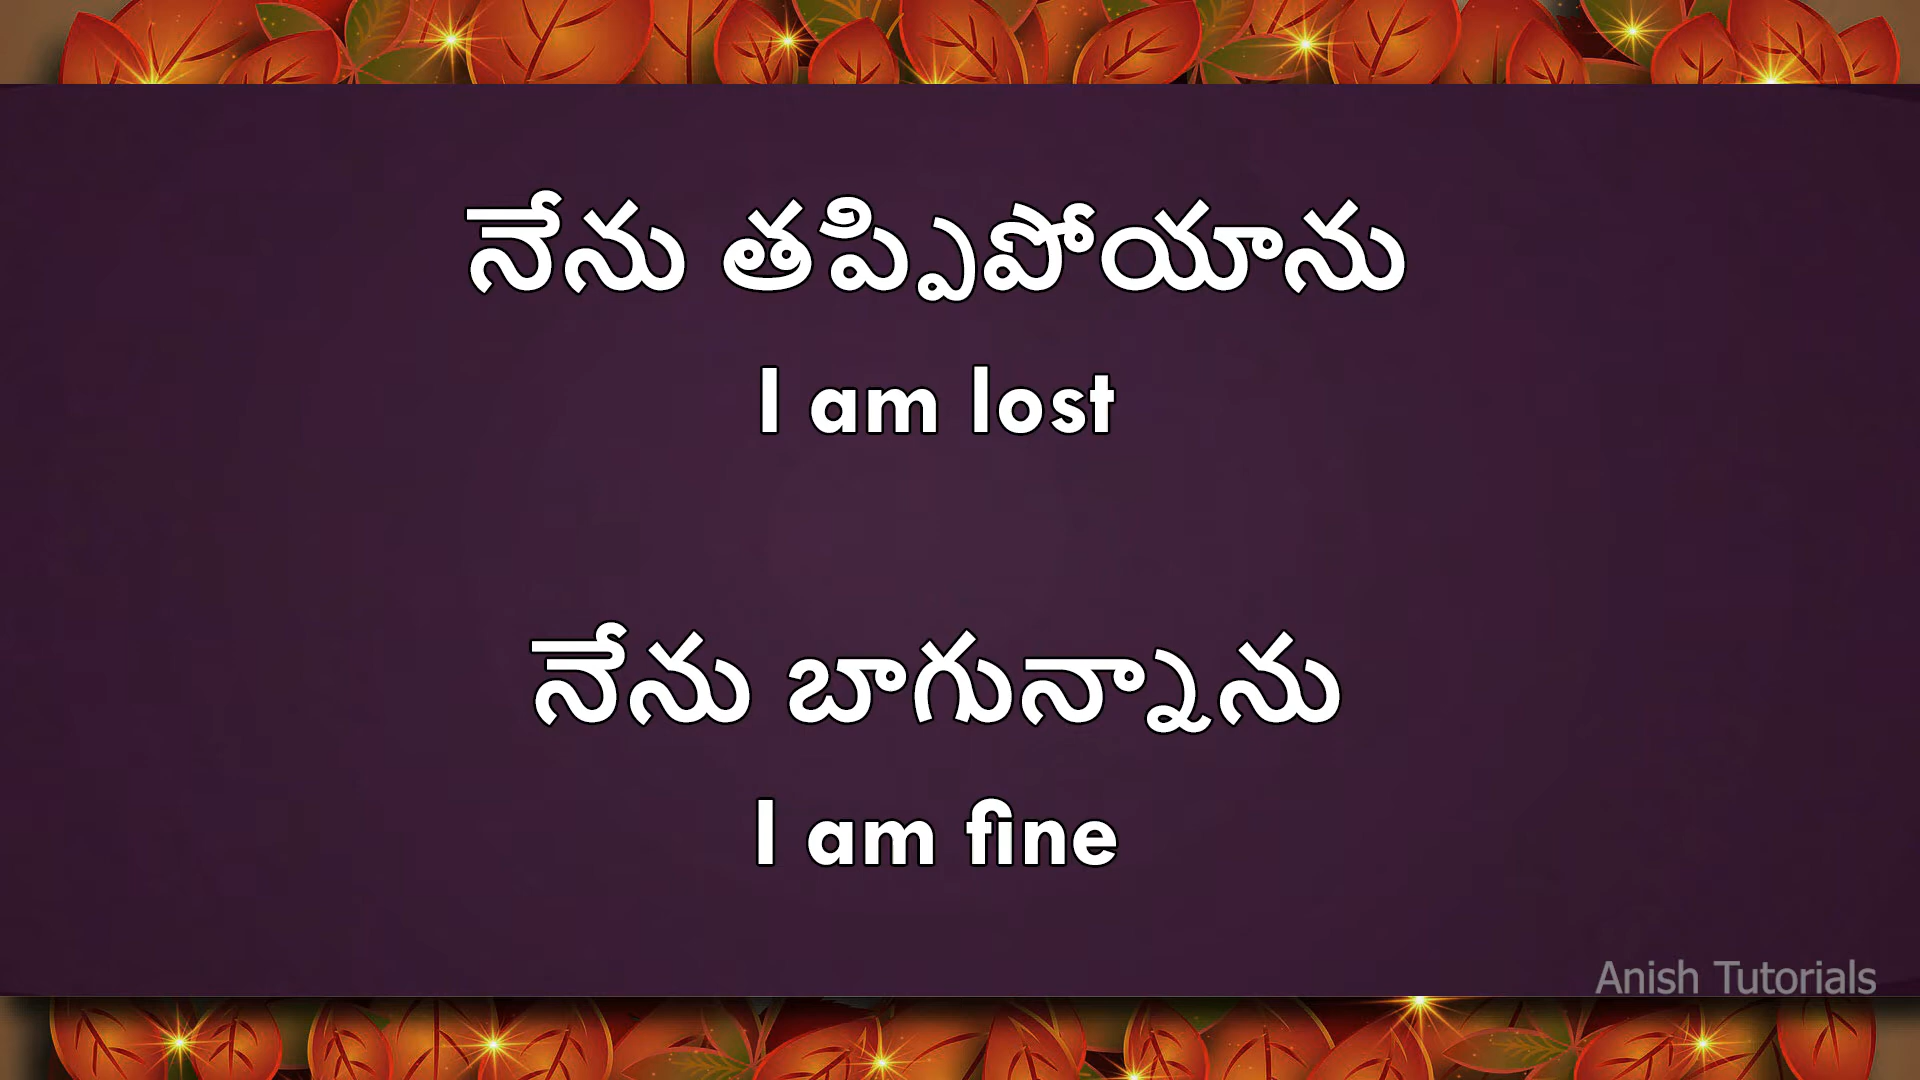 నేను తప్పిపోయాను
I am lost
నేను బాగున్నాను
I am fine
Anish Tutorials